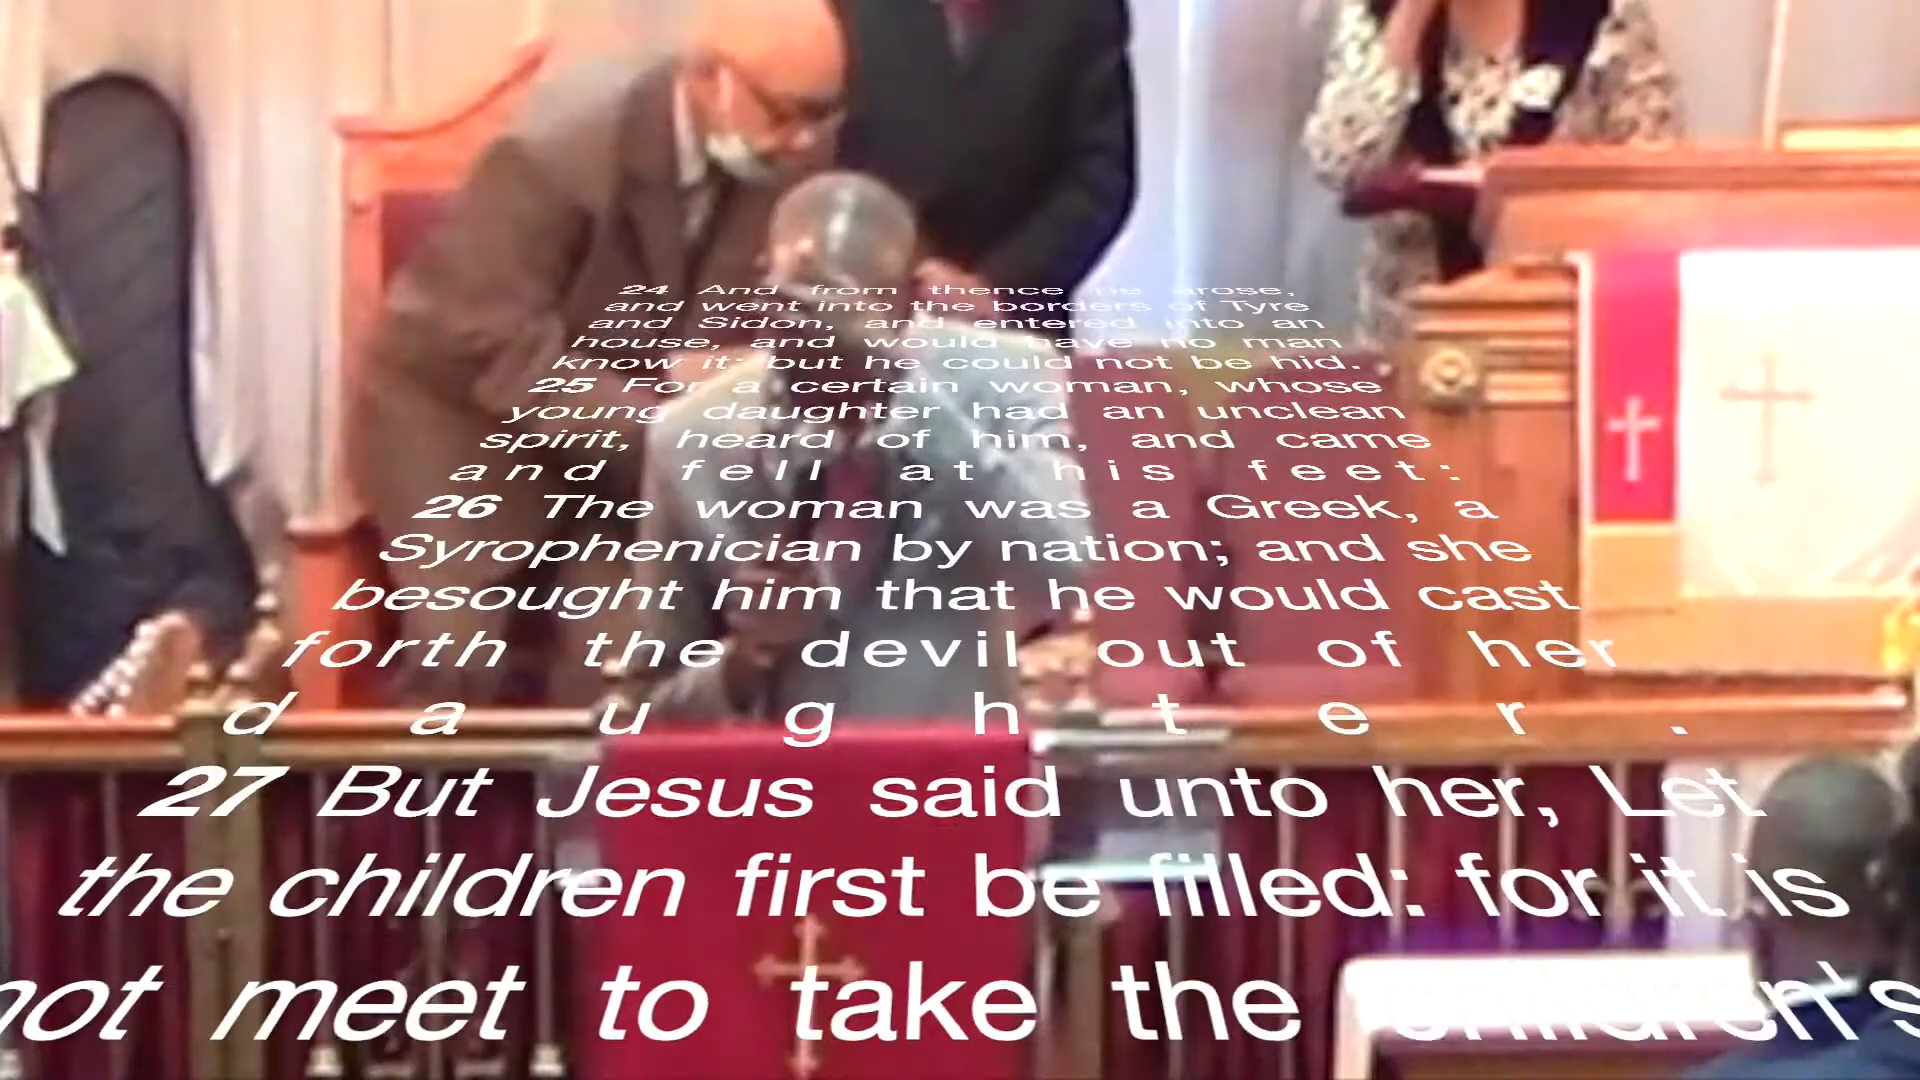 24 And from thence he arose,
and went into the borders of Tyre
and Sidon, and entered into an
house, and would have no man
know it: but he could not be hid.
25 For a certain woman, whose
young daughter had an unclean
spirit, heard of him, and came
and fell at his feet:
26 The woman was a Greek, a
Syrophenician by nation; and she
besought him that he would cast
forth the devil out of her
daughter.
27 But Jesus said unto her, Let
the children first be filled: for it is
not meet to take the children's